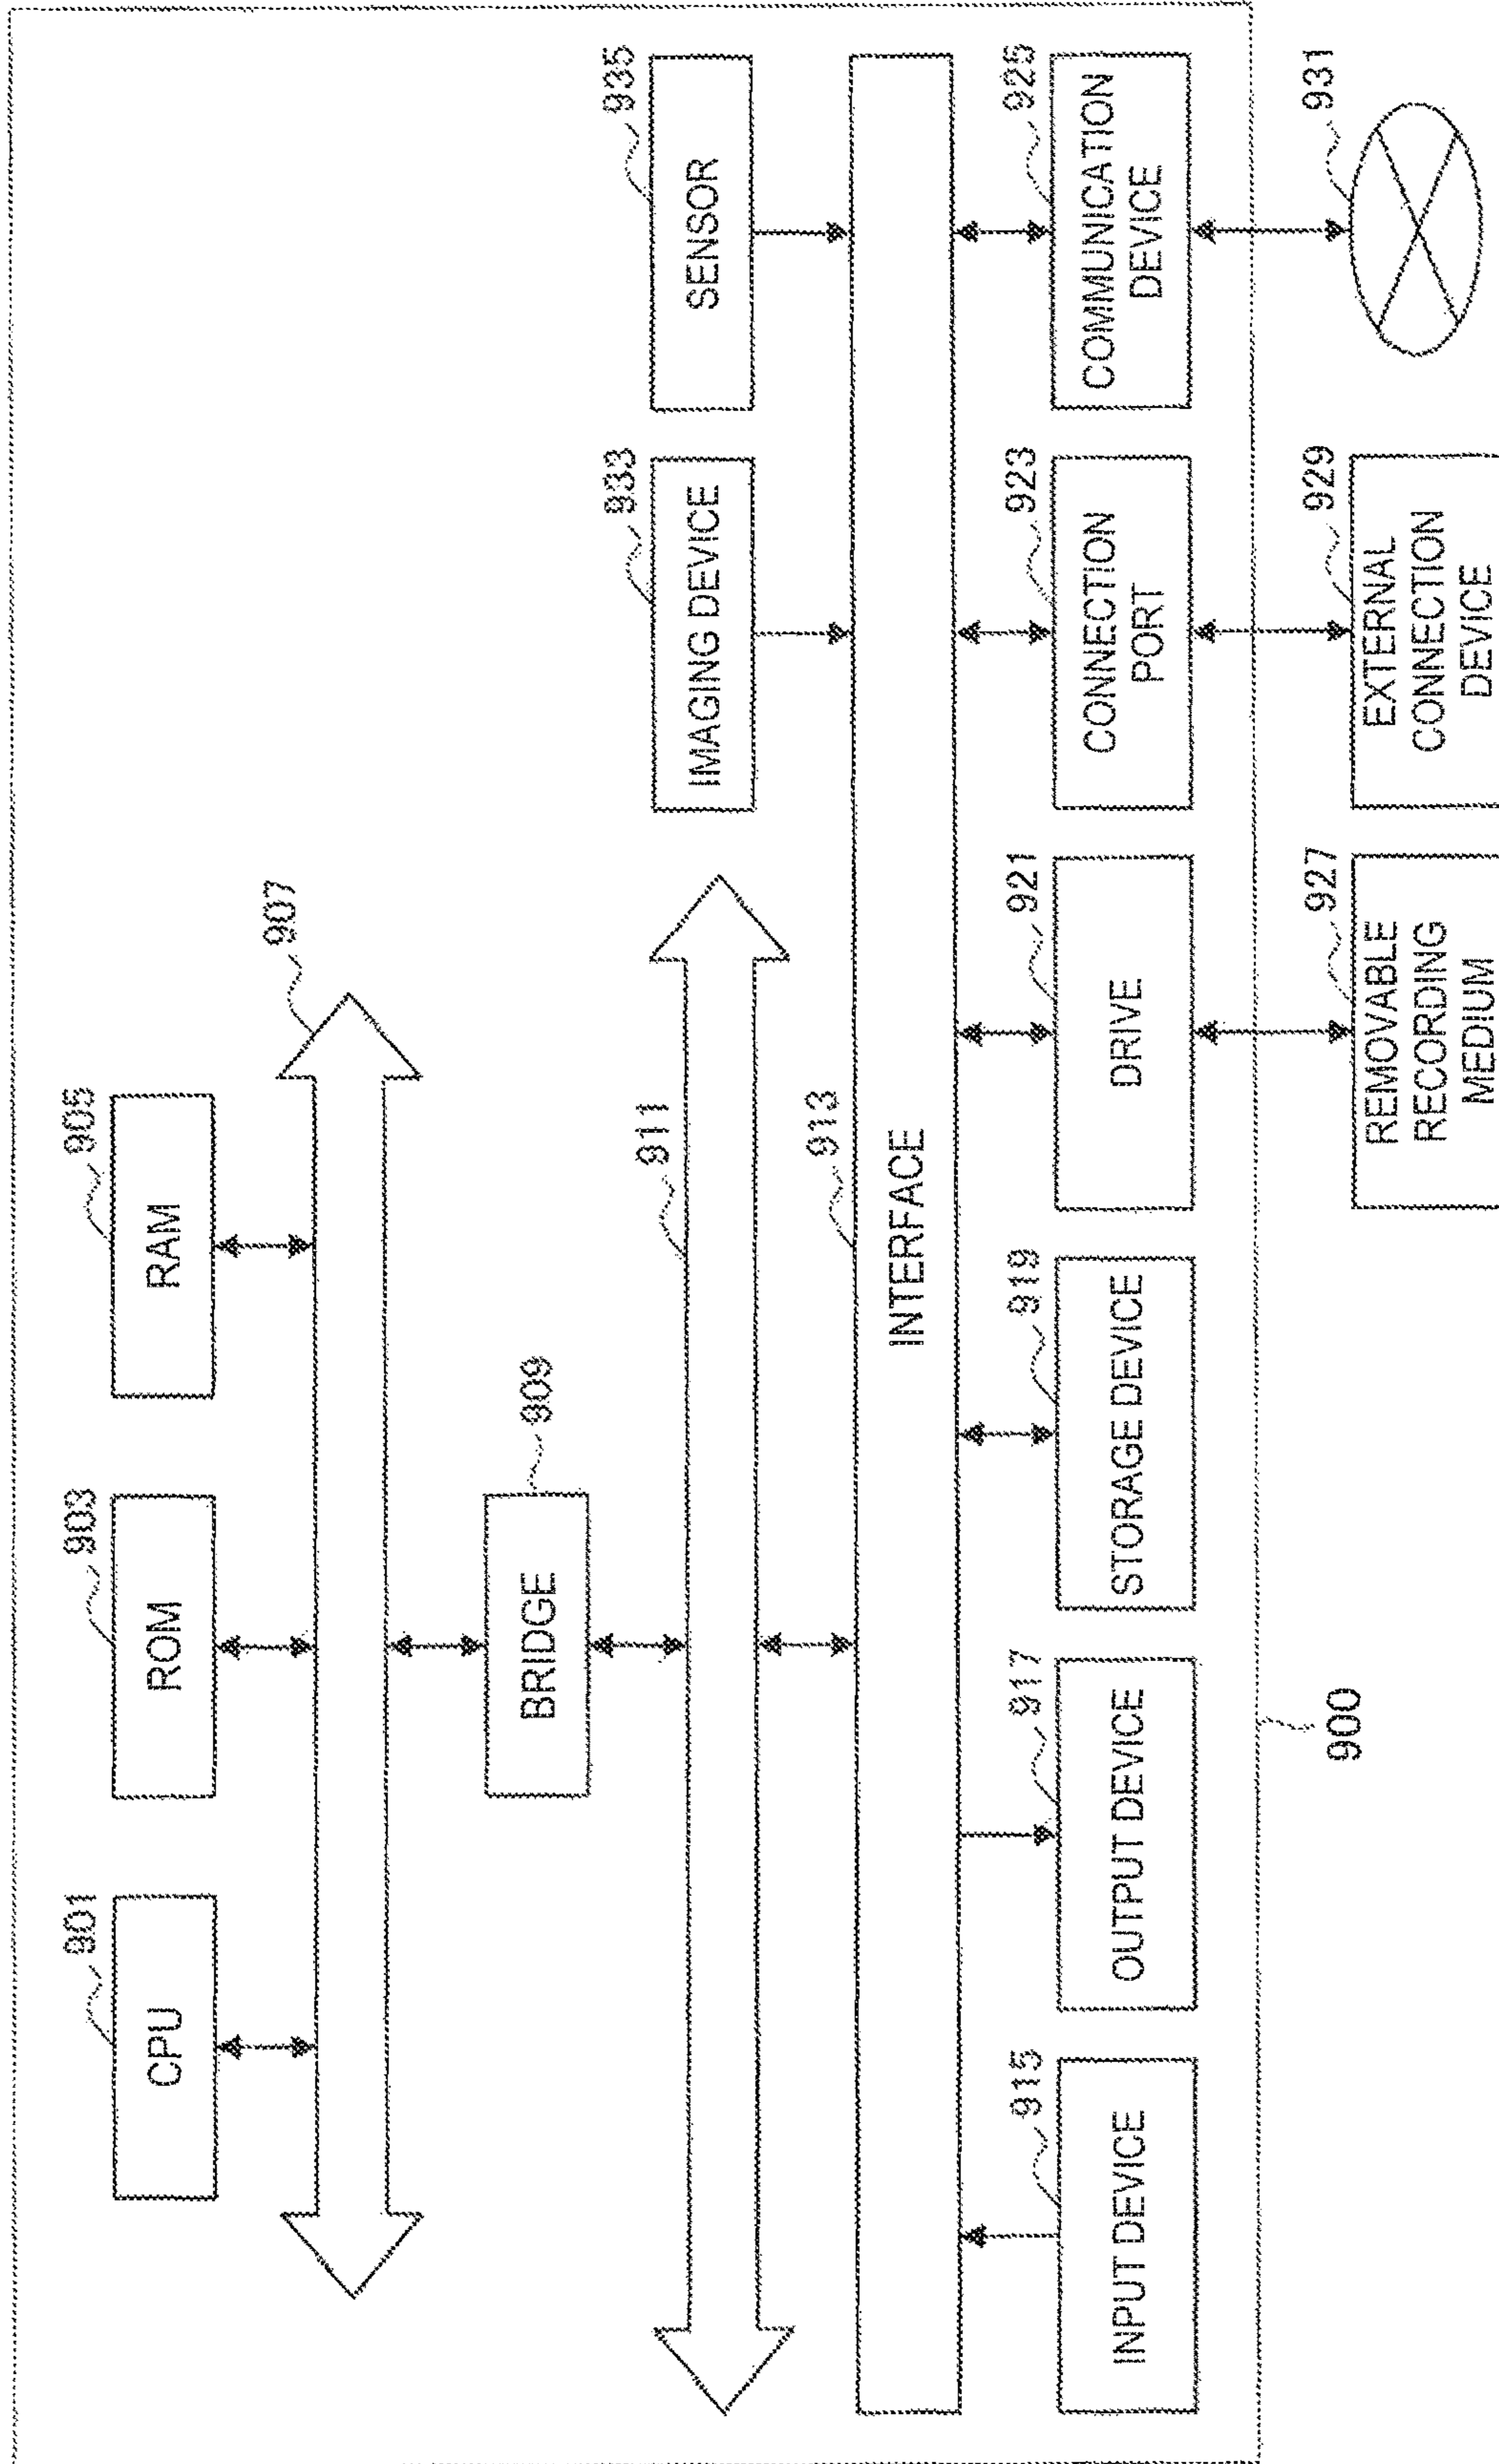 901
CPU
903
ROM
905
RAM
907
909
BRIDGE
911
933
IMAGING DEVICE
935
SENSOR
913
INTERFACE
915
INPUT DEVICE
917
OUTPUT DEVICE
919
STORAGE DEVICE
921
DRIVE
923
CONNECTION
PORT
925
COMMUNICATION
DEVICE
900
927
REMOVABLE
RECORDING
MEDIUM
929
EXTERNAL
CONNECTION
DEVICE
931